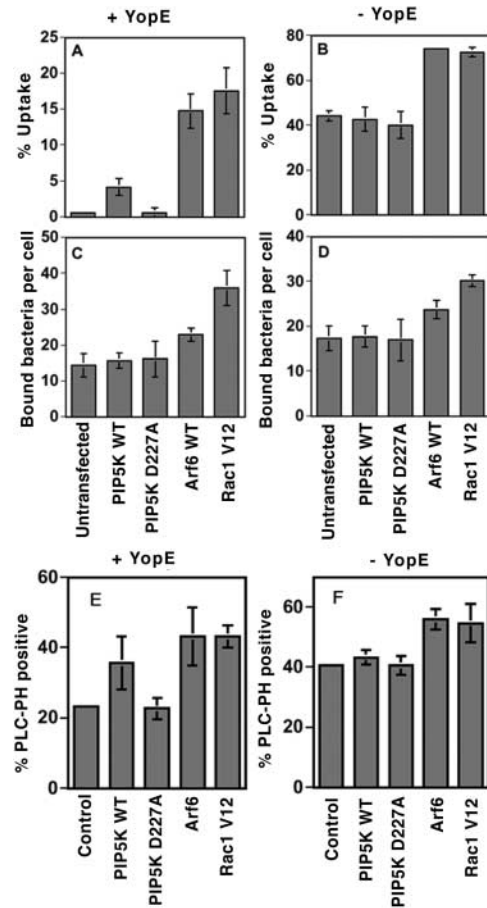 + YopE
- YopE
A
% Uptake
25
20
15
10
5
0
B
% Uptake
80
60
40
20
0
C
Bound bacteria per cell
50
40
30
20
10
0
Untransfected
PIP5K WT
PIP5K D227A
Arf6 WT
Rac1 V12
D
Bound bacteria per cell
40
30
20
10
0
Untransfected
PIP5K WT
PIP5K D227A
Arf6 WT
Rac1 V12
+ YopE
- YopE
E
% PLC-PH positive
60
40
20
0
Control
PIP5K WT
PIP5K D227A
Arf6
Rac1 V12
F
% PLC-PH positive
60
40
20
0
Control
PIP5K WT
PIP5K D227A
Arf6
Rac1 V12